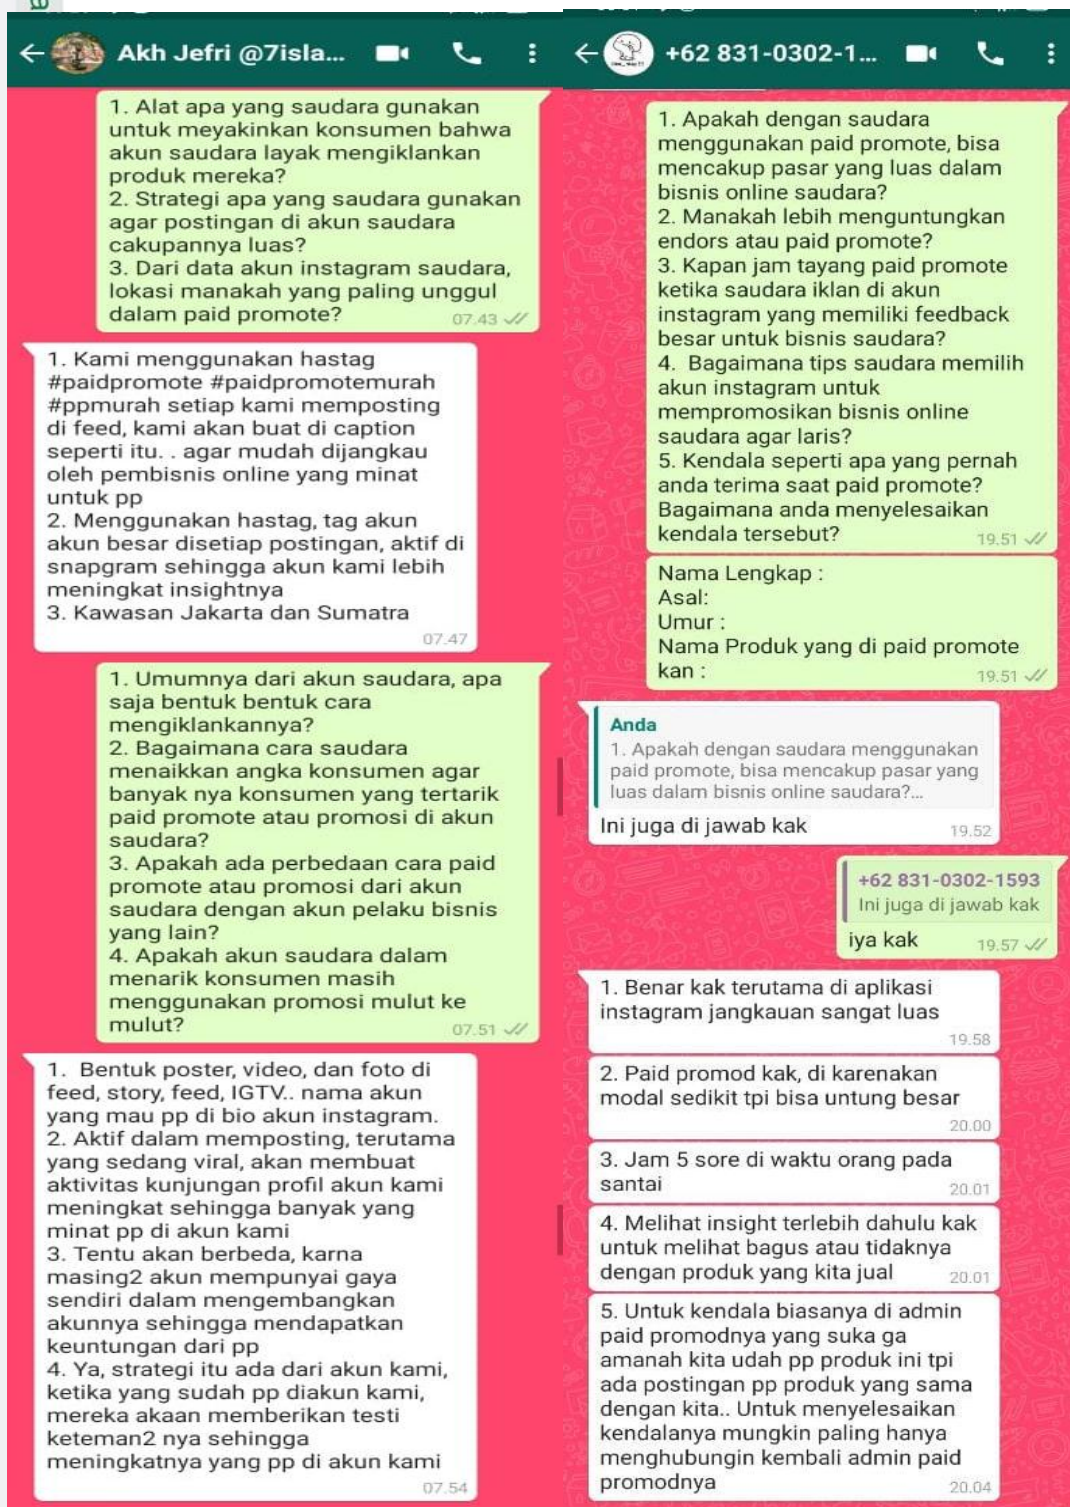 Akh Jefri @7isla...
1. Alat apa yang saudara gunakan
untuk meyakinkan konsumen bahwa
akun saudara layak mengiklankan
produk mereka?
2. Strategi apa yang saudara gunakan
agar postingan di akun saudara
cakupannya luas?
3. Dari data akun instagram saudara,
lokasi manakah yang paling unggul
dalam paid promote?
07.43
1. Kami menggunakan hastag
#paidpromote #paidpromotemurah
#ppmurah setiap kami memposting
di feed, kami akan buat di caption
seperti itu. . agar mudah dijangkau
oleh pembisnis online yang minat
untuk pp
2. Menggunakan hastag, tag akun
akun besar disetiap postingan, aktif di
snapgram sehingga akun kami lebih
meningkat insightnya
3. Kawasan Jakarta dan Sumatra
07.47
1. Umumnya dari akun saudara, apa
saja bentuk bentuk cara
mengiklankannya?
2. Bagaimana cara saudara
menaikkan angka konsumen agar
banyak nya konsumen yang tertarik
paid promote atau promosi di akun
saudara?
3. Apakah ada perbedaan cara paid
promote atau promosi dari akun
saudara dengan akun pelaku bisnis
yang lain?
4. Apakah akun saudara dalam
menarik konsumen masih
menggunakan promosi mulut ke
mulut?
07.51
1. Bentuk poster, video, dan foto di
feed, story, feed, IGTV.. nama akun
yang mau pp di bio akun instagram.
2. Aktif dalam memposting, terutama
yang sedang viral, akan membuat
aktivitas kunjungan profil akun kami
meningkat sehingga banyak yang
minat pp di akun kami
3. Tentu akan berbeda, karna
masing2 akun mempunyai gaya
sendiri dalam mengembangkan
akunnya sehingga mendapatkan
keuntungan dari pp
4. Ya, strategi itu ada dari akun kami,
ketika yang sudah pp diakun kami,
mereka akaan memberikan testi
keteman2 nya sehingga
meningkatnya yang pp di akun kami
07.54
+62 831-0302-1...
1. Apakah dengan saudara
menggunakan paid promote, bisa
mencakup pasar yang luas dalam
bisnis online saudara?
2. Manakah lebih menguntungkan
endors atau paid promote?
3. Kapan jam tayang paid promote
ketika saudara iklan di akun
instagram yang memiliki feedback
besar untuk bisnis saudara?
4. Bagaimana tips saudara memilih
akun instagram untuk
mempromosikan bisnis online
saudara agar laris?
5. Kendala seperti apa yang pernah
anda terima saat paid promote?
Bagaimana anda menyelesaikan
kendala tersebut?
19.51
Nama Lengkap :
Asal:
Umur :
Nama Produk yang di paid promote
kan :
19.51
Anda
1. Apakah dengan saudara menggunakan
paid promote, bisa mencakup pasar yang
luas dalam bisnis online saudara?...
Ini juga di jawab kak
19.52
+62 831-0302-1593
Ini juga di jawab kak
iya kak
19.57
1. Benar kak terutama di aplikasi
instagram jangkauan sangat luas
19.58
2. Paid promod kak, di karenakan
modal sedikit tpi bisa untung besar
20.00
3. Jam 5 sore di waktu orang pada
santai
20.01
4. Melihat insight terlebih dahulu kak
untuk melihat bagus atau tidaknya
dengan produk yang kita jual
20.01
5. Untuk kendala biasanya di admin
paid promodnya yang suka ga
amanah kita udah pp produk ini tpi
ada postingan pp produk yang sama
dengan kita.. Untuk menyelesaikan
kendalanya mungkin paling hanya
menghubungin kembali admin paid
promodnya
20.04